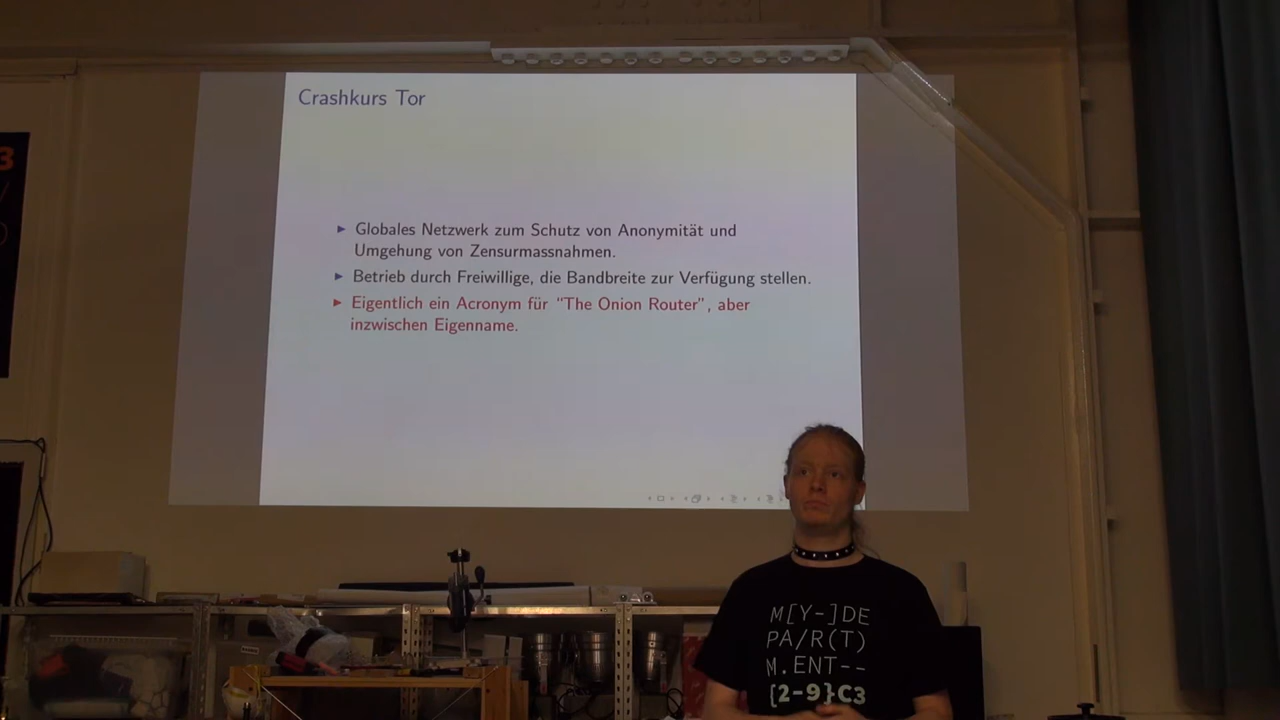 Crashkurs Tor
Globales Netzwerk zum Schutz von Anonymität und
Umgehung von Zensurmassnahmen.
Betrieb durch Freiwillige, die Bandbreite zur Verfügung stellen.
Eigentlich ein Acronym für “The Onion Router”, aber
inzwischen Eigenname.
M[Y-]DE
PA/R(T)
M.ENT--
{2-9}C3
3